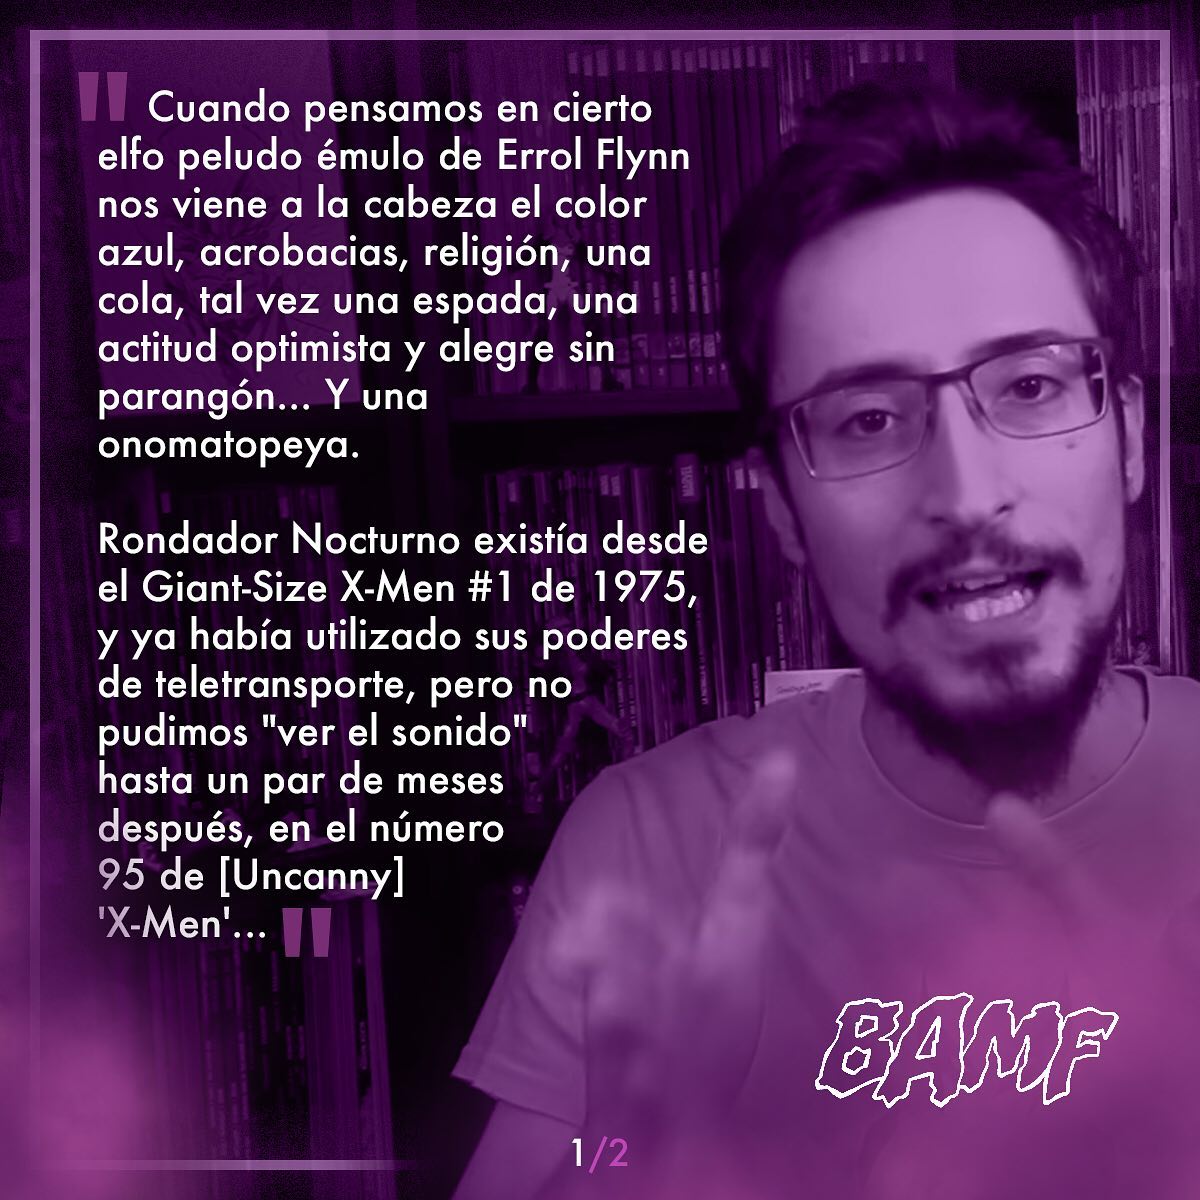 " Cuando pensamos en cierto
elfo peludo émulo de Errol Flynn
nos viene a la cabeza el color
azul, acrobacias, religión, una
cola, tal vez una espada, una
actitud optimista y alegre sin
parangón... Y una
onomatopeya.
Rondador Nocturno existía desde
el Giant-Size X-Men #1 de 1975,
y ya había utilizado sus poderes
de teletransporte, pero no
pudimos "ver el sonido"
hasta un par de meses
después, en el número
95 de [Uncanny]
'X-Men'... "
MARVEL
BAMF
1/2